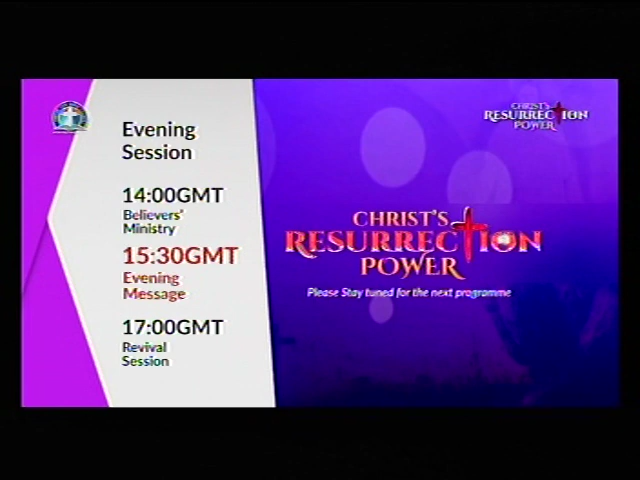 Evening
Session
14:00GMT
Believers'
Ministry
15:30GMT
Evening
Message
17:00GMT
Revival
Session
CHRIST'S
RESURRECTION
POWER
CHRIST'S
RESURRECTION
POWER
Please Stay tuned for the next programme